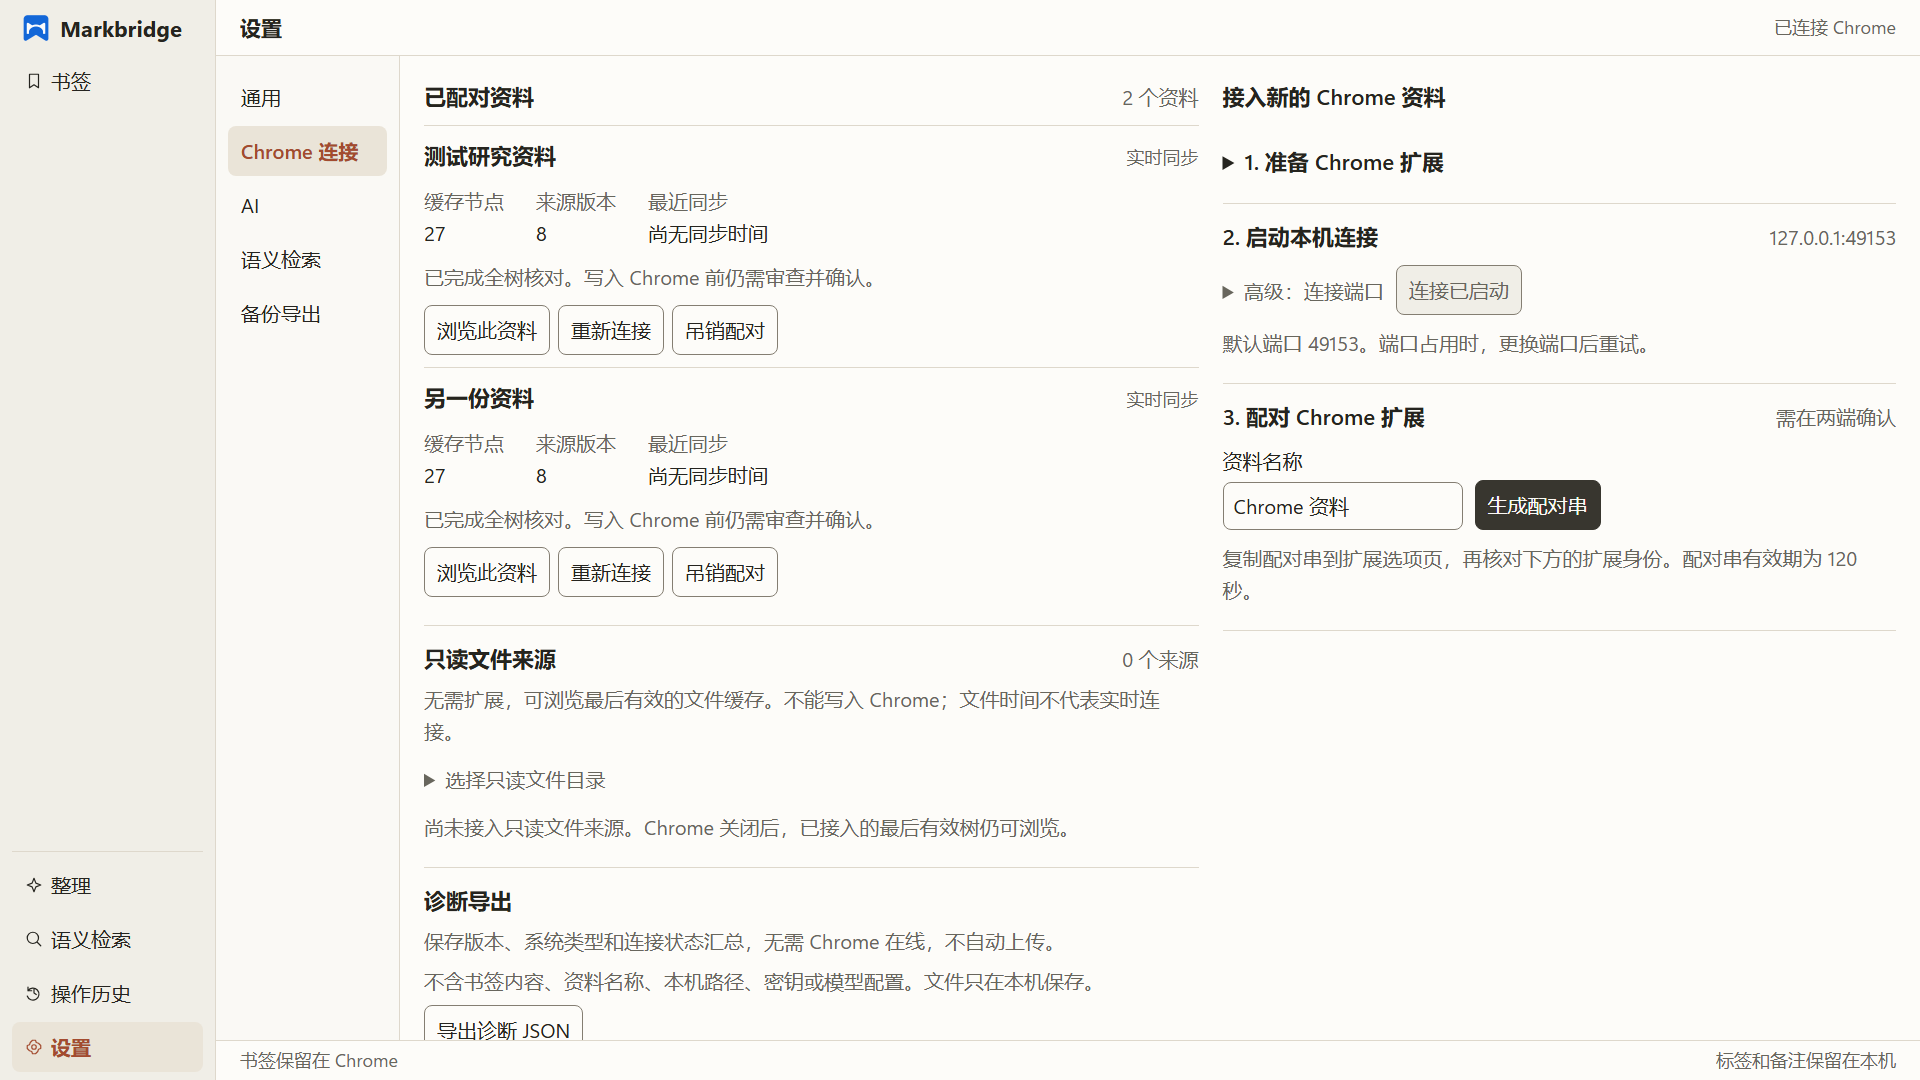 Markbridge
书签
整理
语义检索
操作历史
设置
设置
已连接 Chrome
通用
Chrome 连接
AI
语义检索
备份导出
已配对资料
2 个资料
测试研究资料
实时同步
缓存节点 来源版本 最近同步
27 8 尚无同步时间
已完成全树核对。写入 Chrome 前仍需审查并确认。
浏览此资料 重新连接 吊销配对
另一份资料
实时同步
缓存节点 来源版本 最近同步
27 8 尚无同步时间
已完成全树核对。写入 Chrome 前仍需审查并确认。
浏览此资料 重新连接 吊销配对
只读文件来源
0 个来源
无需扩展，可浏览最后有效的文件缓存。不能写入 Chrome；文件时间不代表实时连
接。
选择只读文件目录
尚未接入只读文件来源。Chrome 关闭后，已接入的最后有效树仍可浏览。
诊断导出
保存版本、系统类型和连接状态汇总，无需 Chrome 在线，不自动上传。
不含书签内容、资料名称、本机路径、密钥或模型配置。文件只在本机保存。
导出诊断 JSON
接入新的 Chrome 资料
1. 准备 Chrome 扩展
2. 启动本机连接
127.0.0.1:49153
高级：连接端口 连接已启动
默认端口 49153。端口占用时，更换端口后重试。
3. 配对 Chrome 扩展
需在两端确认
资料名称
Chrome 资料 生成配对串
复制配对串到扩展选项页，再核对下方的扩展身份。配对串有效期为 120
秒。
书签保留在 Chrome
标签和备注保留在本机